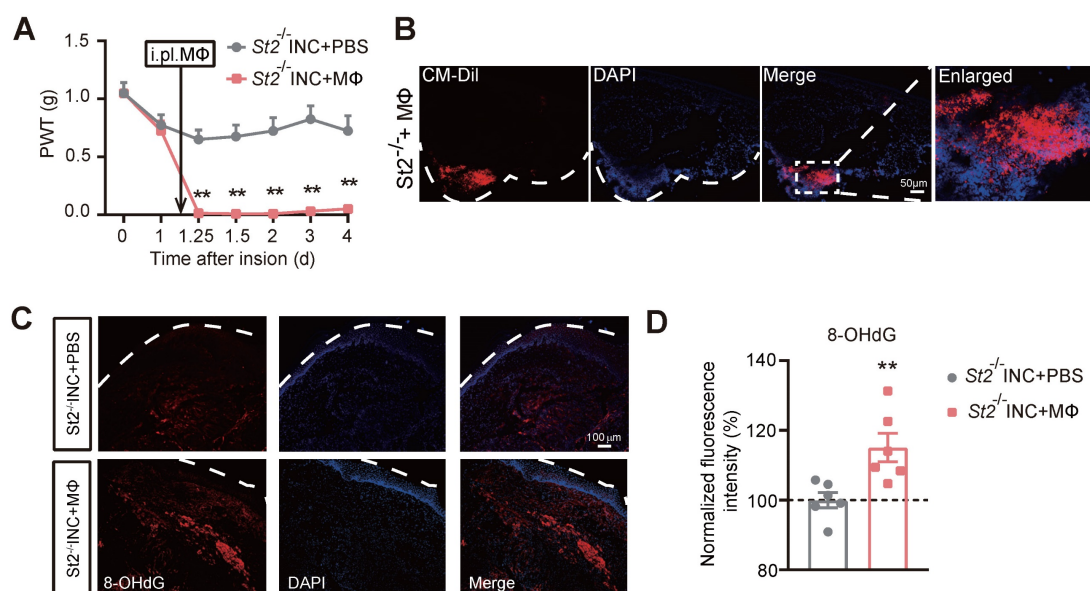 A
1.5
1.0
0.5
0.0
PWT (g)
i.pl.MΦ
St2-/-INC+PBS
St2-/-INC+MΦ
** ** ** ** **
0 1 1.25 1.5 2 3 4
Time after insion (d)
B
St2-/-+ MΦ
CM-Dil
DAPI
Merge
Enlarged
50μm
C
St2-/-INC+PBS
100 μm
St2-/-INC+MΦ
8-OHdG
DAPI
Merge
D
8-OHdG
Normalized fluorescence
intensity (%)
140
120
100
80
**
St2-/-INC+PBS
St2-/-INC+MΦ